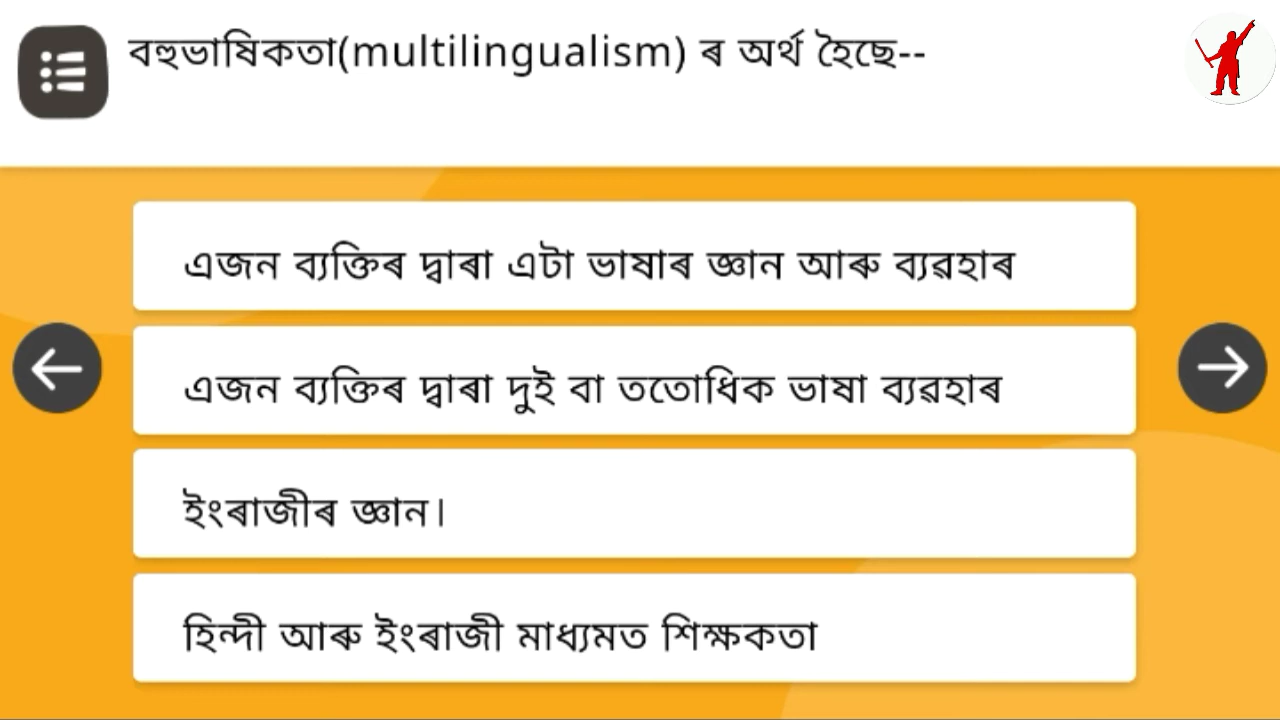 বহুভাষিকতা(multilingualism) ৰ অৰ্থ হৈছে--
এজন ব্যক্তিৰ দ্বাৰা এটা ভাষাৰ জ্ঞান আৰু ব্যৱহাৰ
এজন ব্যক্তিৰ দ্বাৰা দুই বা ততোধিক ভাষা ব্যৱহাৰ
ইংৰাজীৰ জ্ঞান।
হিন্দী আৰু ইংৰাজী মাধ্যমত শিক্ষকতা